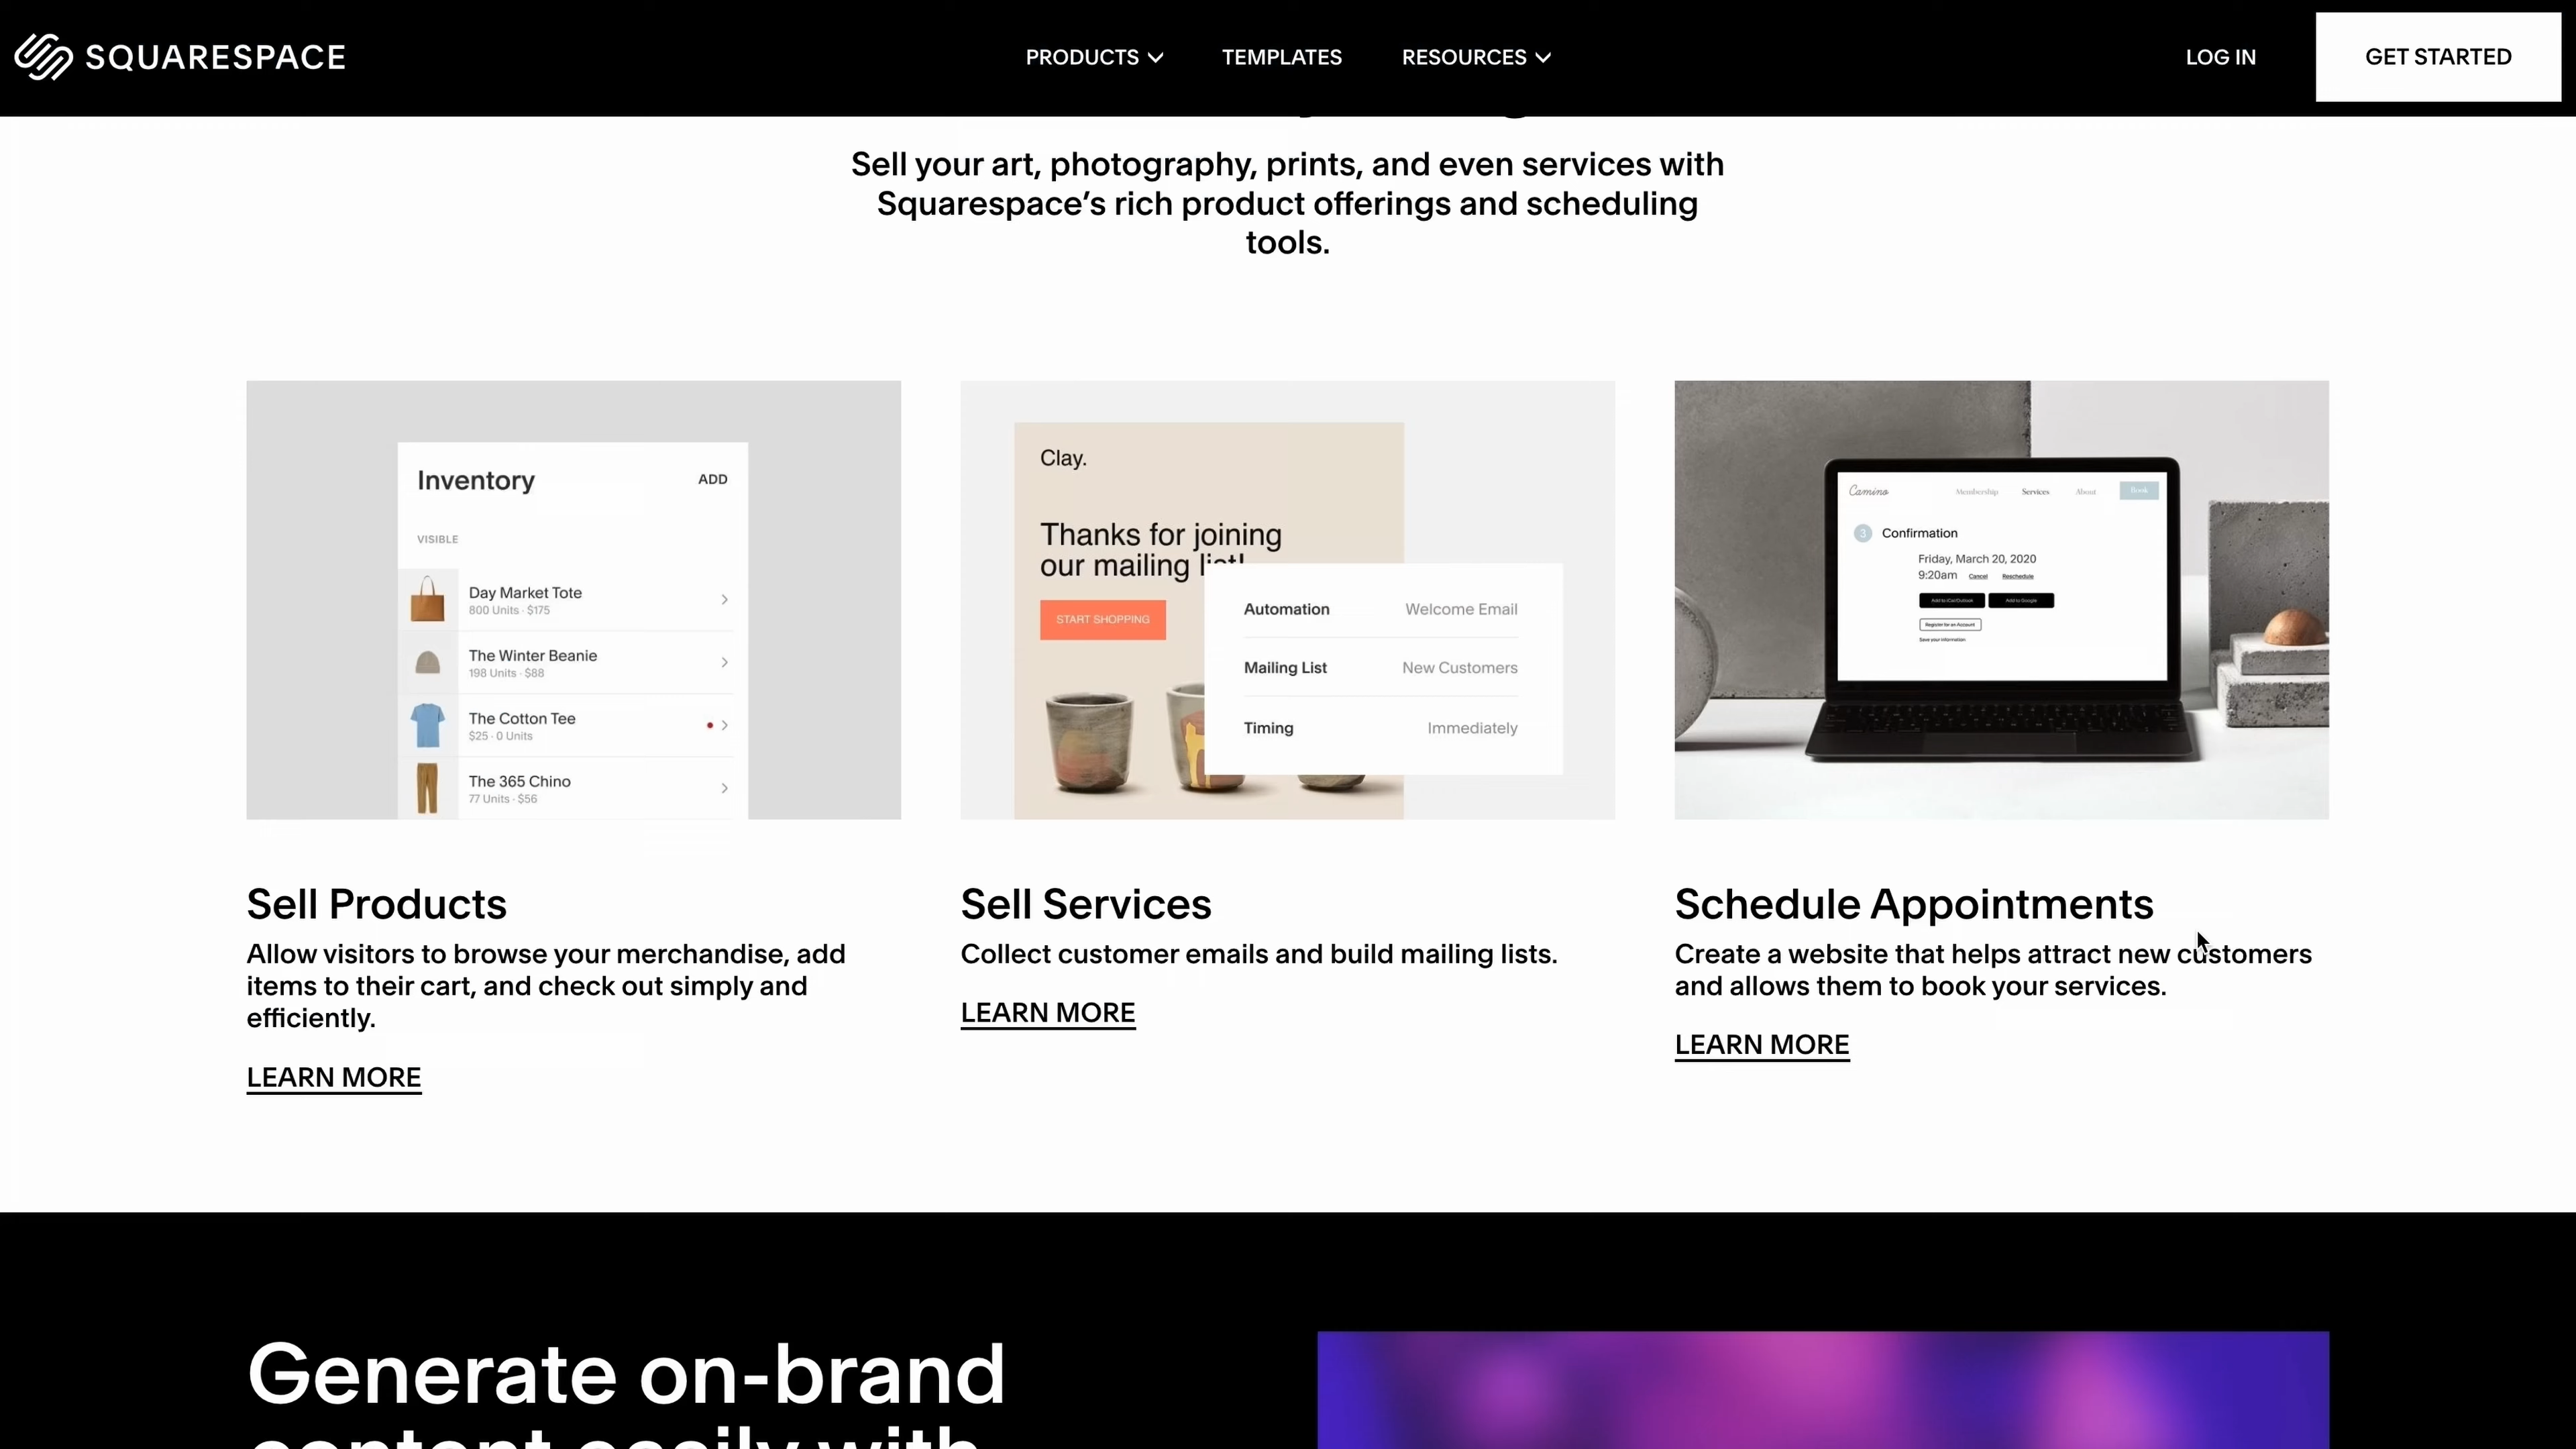 SQUARESPACE
PRODUCTS
TEMPLATES
RESOURCES
LOG IN
GET STARTED
Sell your art, photography, prints, and even services with
Squarespace’s rich product offerings and scheduling
tools.
Inventory
ADD
VISIBLE
Day Market Tote
800 Units · $175
The Winter Beanie
198 Units · $88
The Cotton Tee
$25 · 0 Units
The 365 Chino
77 Units · $56
Clay.
Thanks for joining
our mailing list!
START SHOPPING
Automation Welcome Email
Mailing List New Customers
Timing Immediately
Camino
Membership
Services
About
Book
3 Confirmation
Friday, March 20, 2020
9:20am Cancel Reschedule
Add to iCal/Outlook Add to Google
Register for an Account
Save your information
Sell Products
Allow visitors to browse your merchandise, add
items to their cart, and check out simply and
efficiently.
LEARN MORE
Sell Services
Collect customer emails and build mailing lists.
LEARN MORE
Schedule Appointments
Create a website that helps attract new customers
and allows them to book your services.
LEARN MORE
Generate on-brand
content easily with